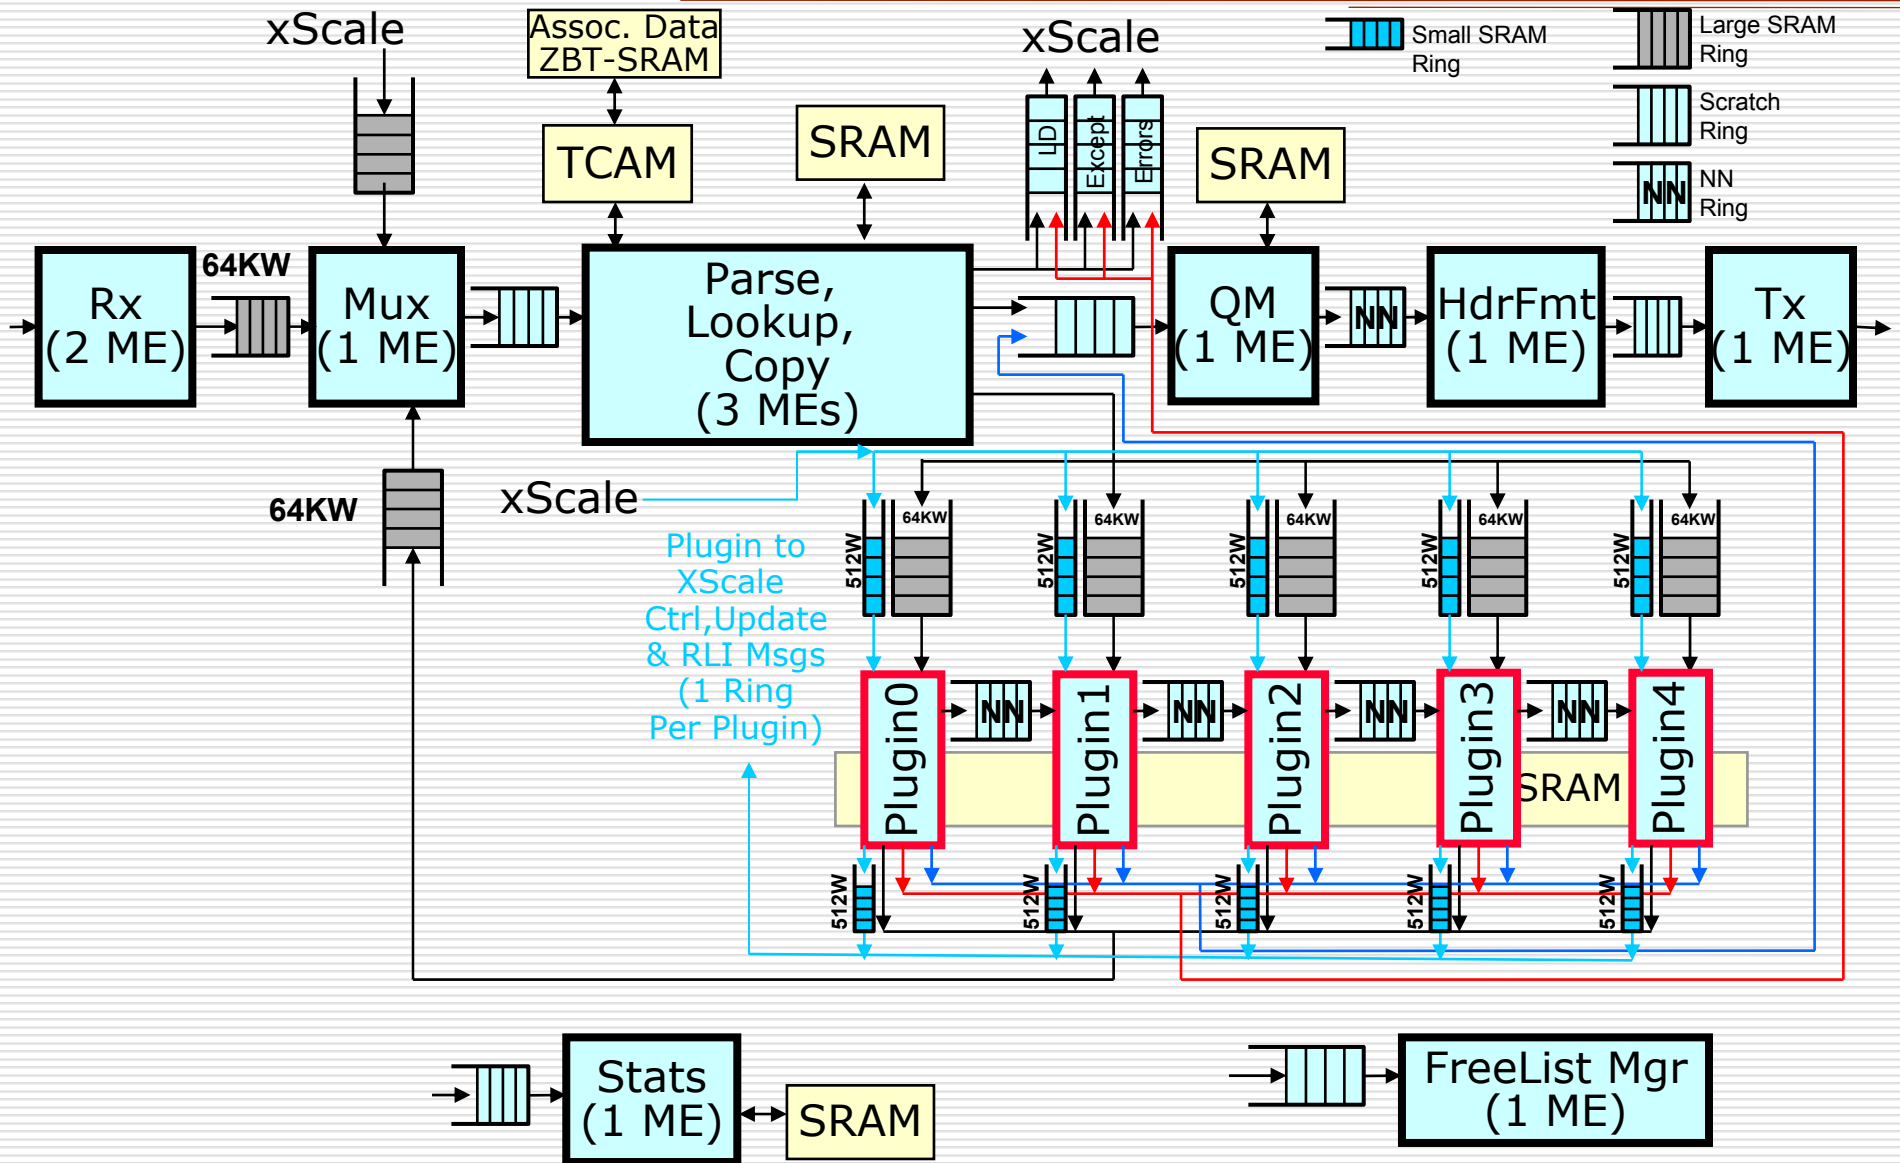 xScale
Assoc. Data
ZBT-SRAM
xScale
Small SRAM
Ring
Large SRAM
Ring
Scratch
Ring
NN
NN
Ring
TCAM
SRAM
LD
Except
Errors
SRAM
Rx
(2 ME)
64KW
Mux
(1 ME)
Parse,
Lookup,
Copy
(3 MEs)
QM
(1 ME)
NN
HdrFmt
(1 ME)
Tx
(1 ME)
64KW
xScale
Plugin to
XScale
Ctrl,Update
& RLI Msgs
(1 Ring
Per Plugin)
512W
64KW
512W
64KW
512W
64KW
512W
64KW
512W
64KW
Plugin0
NN
Plugin1
NN
Plugin2
NN
Plugin3
NN
Plugin4
SRAM
512W
512W
512W
512W
512W
Stats
(1 ME)
SRAM
FreeList Mgr
(1 ME)